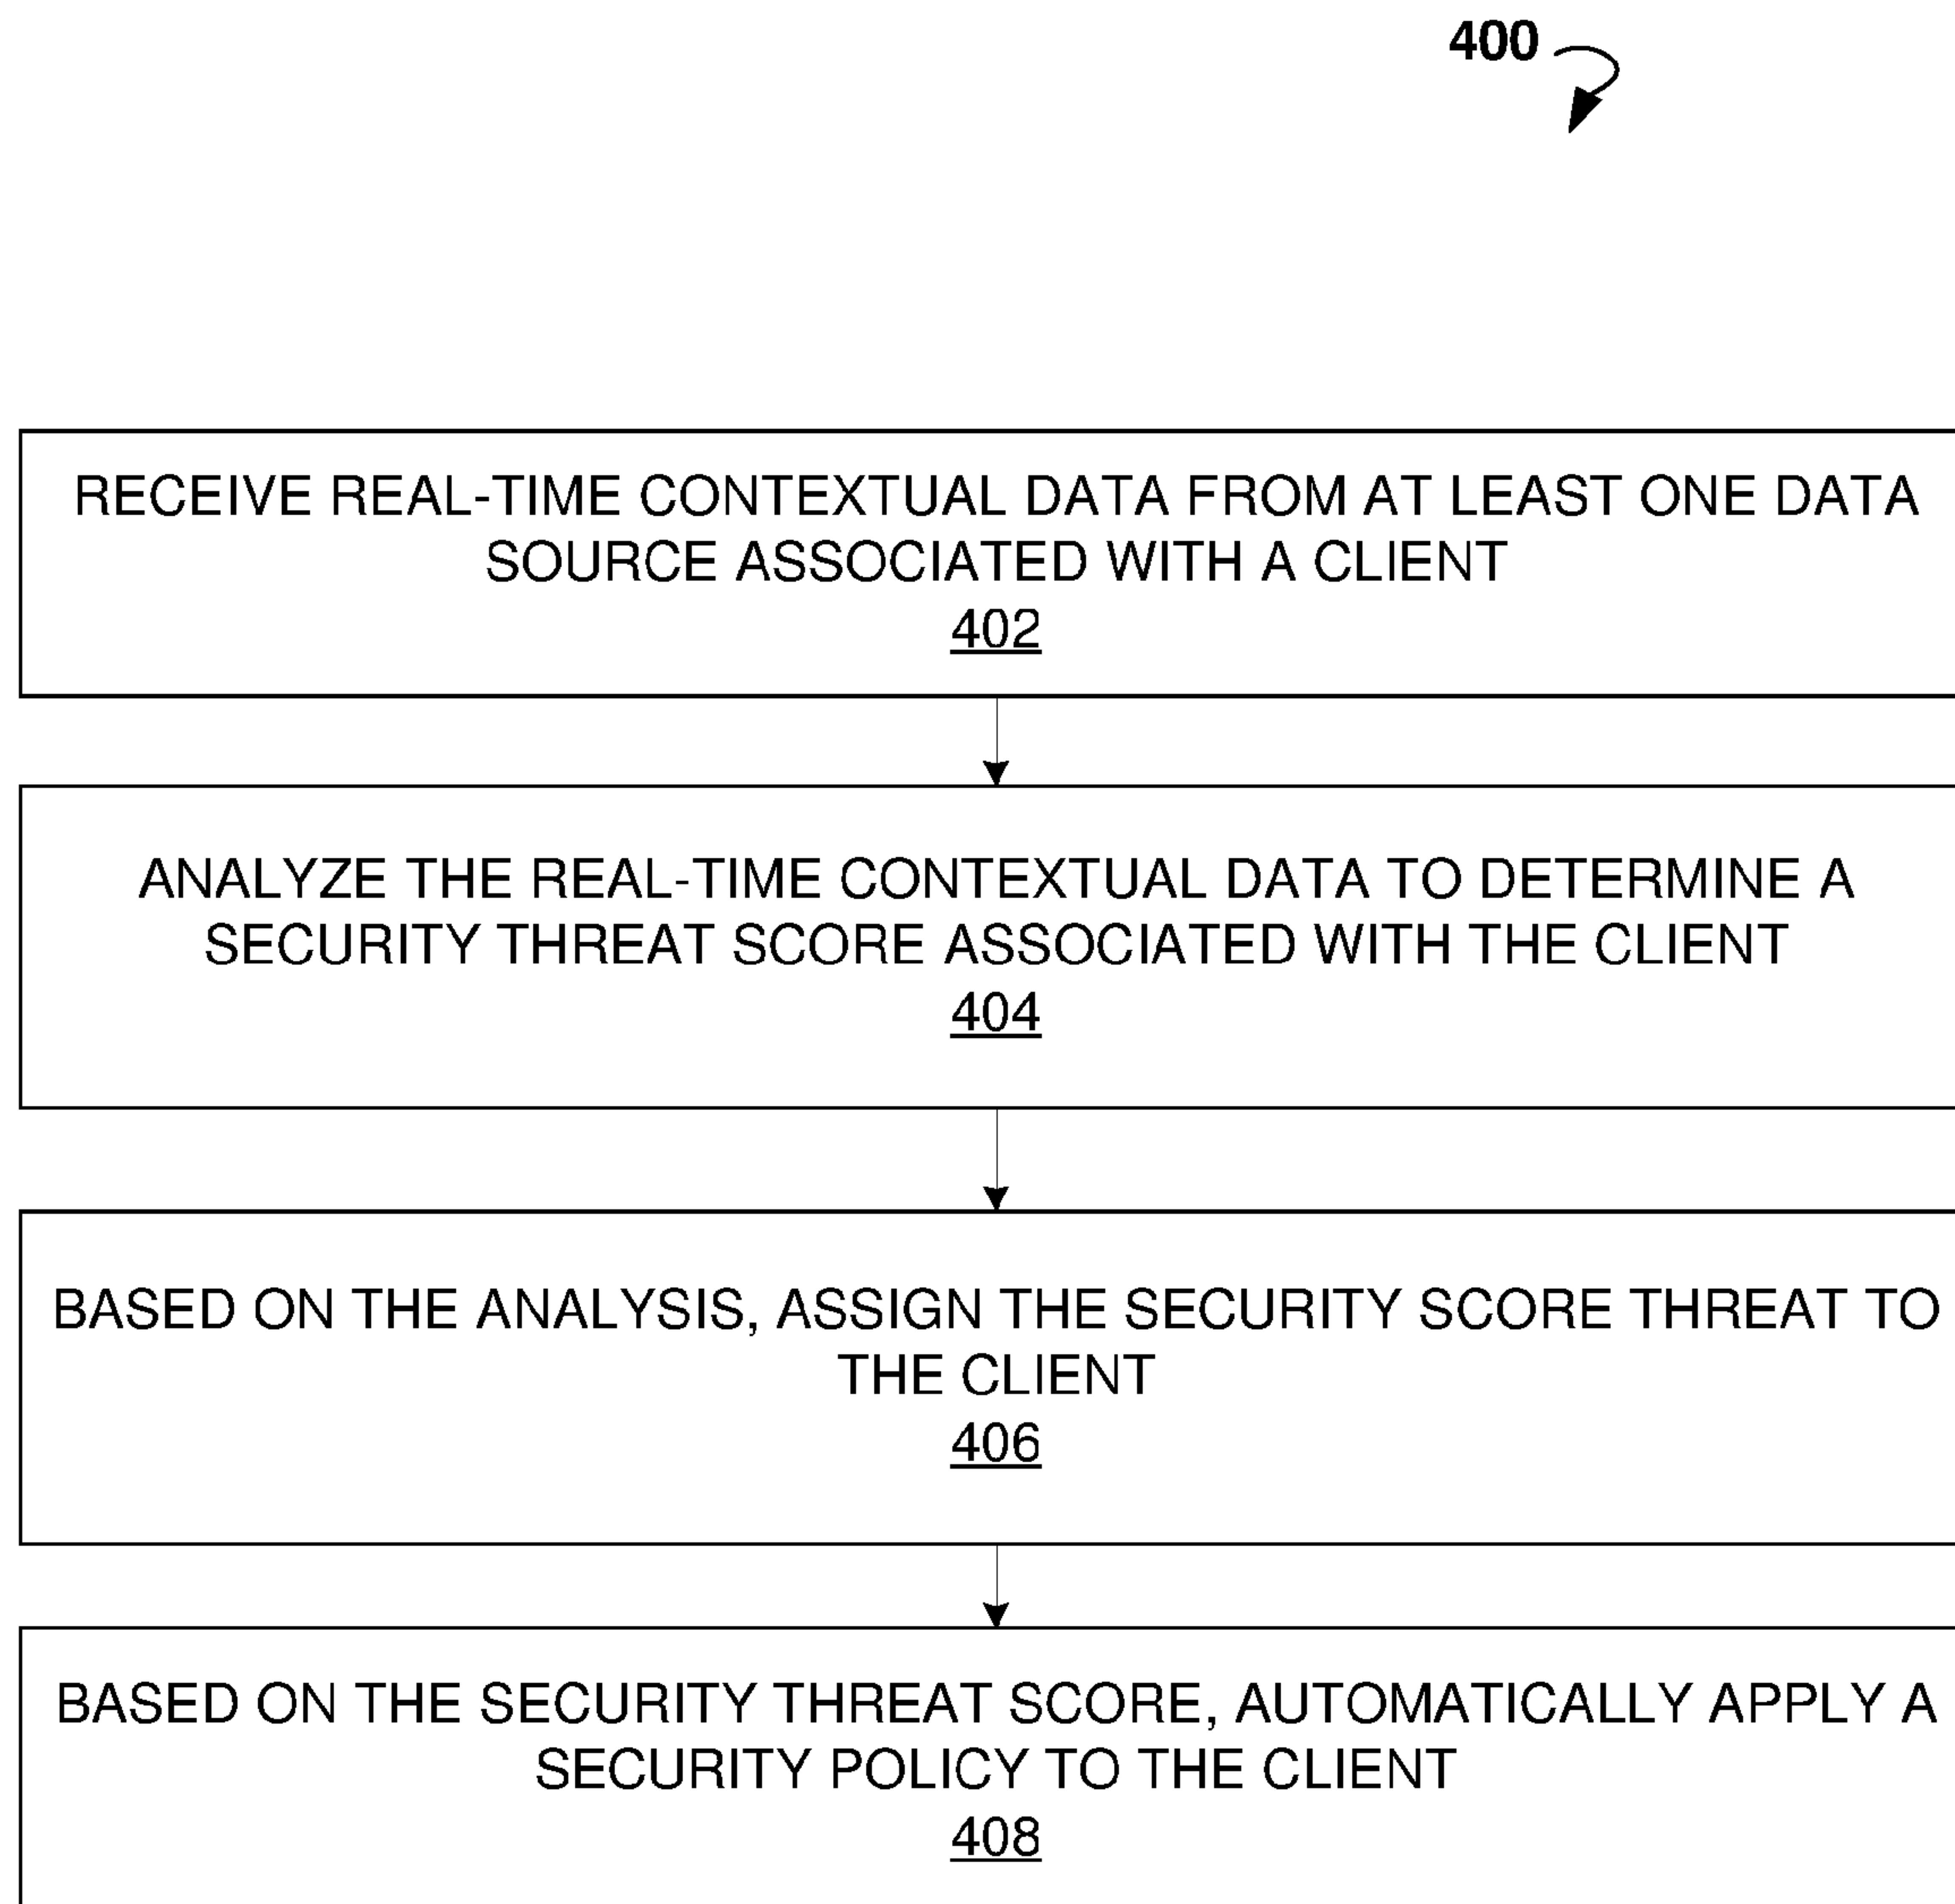 400
RECEIVE REAL-TIME CONTEXTUAL DATA FROM AT LEAST ONE DATA
SOURCE ASSOCIATED WITH A CLIENT
402
ANALYZE THE REAL-TIME CONTEXTUAL DATA TO DETERMINE A
SECURITY THREAT SCORE ASSOCIATED WITH THE CLIENT
404
BASED ON THE ANALYSIS, ASSIGN THE SECURITY SCORE THREAT TO
THE CLIENT
406
BASED ON THE SECURITY THREAT SCORE, AUTOMATICALLY APPLY A
SECURITY POLICY TO THE CLIENT
408